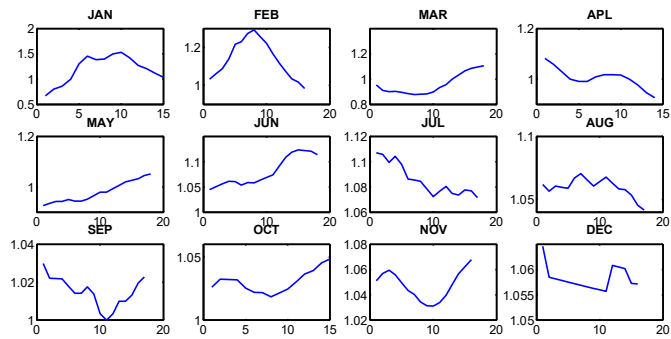 JAN FEB MAR APL
2 1.5 1 0.5 0 5 10 15
1.2 1 0 10 20
1.2 1.1 1 0.9 0.8 0 10 20
1.2 1 0 5 10 15
MAY JUN JUL AUG
1.2 1 0 10 20
1.1 1.05 1 0 10 20
1.12 1.1 1.08 1.06 0 10 20
1.05 0 10 20
SEP OCT NOV DEC
1.04 1.02 1 0 10 20
1.05 1 0 5 10 15
1.08 1.06 1.04 1.02 0 10 20
1.06 1.055 1.05 0 10 20